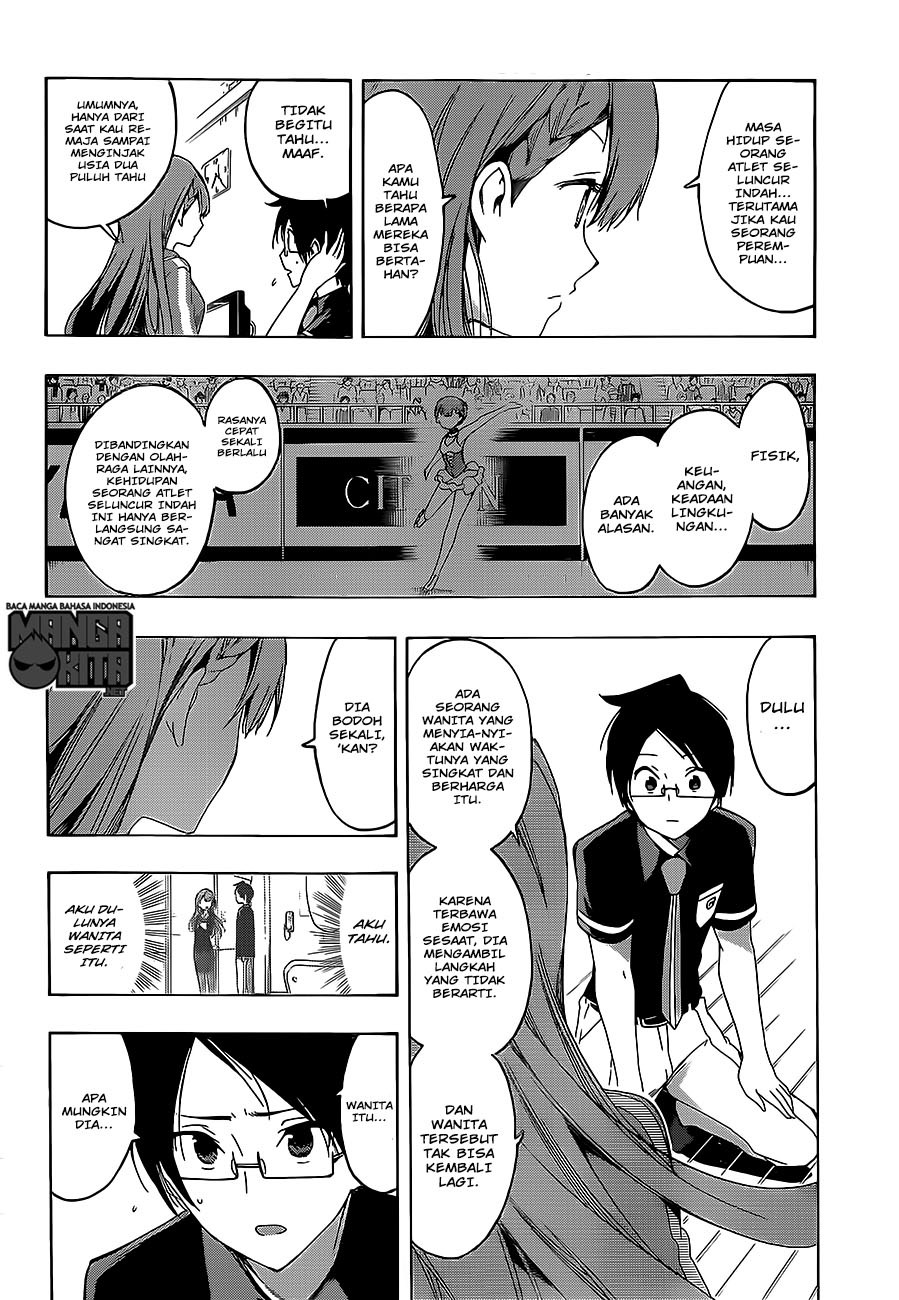 MASA
HIDUP SE-
ORANG
ATLET SE-
LUNCUR
INDAH...
TERUTAMA
JIKA KAU
SEORANG
PEREM-
PUAN...
APA
KAMU
TAHU
BERAPA
LAMA
MEREKA
BISA
BERTA-
HAN?
TIDAK
BEGITU
TAHU...
MAAF.
UMUMNYA,
HANYA DARI
SAAT KAU RE-
MAJA SAMPAI
MENGINJAK
USIA DUA
PULUH TAHU
FISIK,
KEU-
ANGAN,
KEADAAN
LINGKU-
NGAN...
ADA
BANYAK
ALASAN.
RASANYA
CEPAT
SEKALI
BERLALU
DIBANDINGKAN
DENGAN OLAH-
RAGA LAINNYA,
KEHIDUPAN
SEORANG ATLET
SELUNCUR INDAH
INI HANYA BER-
LANGSUNG SA-
NGAT SINGKAT.
BACA MANGA BAHASA INDONESIA
MANGA
KITA
.NET
DULU
...
ADA
SEORANG
WANITA YANG
MENYIA-NYI-
AKAN WAK-
TUNYA YANG
SINGKAT DAN
BERHARGA
ITU.
KARENA
TERBAWA
EMOSI
SESAAT, DIA
MENGAMBIL
LANGKAH
YANG TIDAK
BERARTI.
DAN
WANITA
TERSEBUT
TAK BISA
KEMBALI
LAGI.
DIA
BODOH
SEKALI,
'KAN?
AKU
TAHU.
AKU DU-
LUNYA
WANITA
SEPERTI
ITU.
WANITA
ITU...
APA
MUNGKIN
DIA...